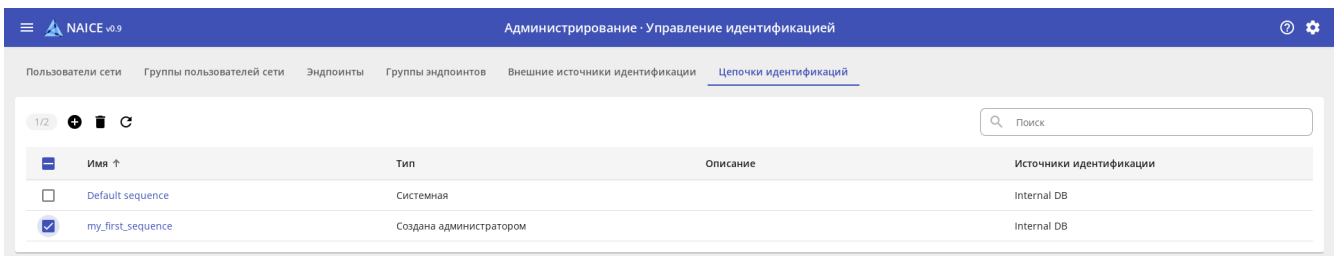 NAICE v0.9 Администрирование · Управление идентификацией
Пользователи сети Группы пользователей сети Эндпоинты Группы эндпоинтов Внешние источники идентификации Цепочки идентификаций
1/2 Поиск
Имя ↑ Тип Описание Источники идентификации
Default sequence Системная Internal DB
my_first_sequence Создана администратором Internal DB